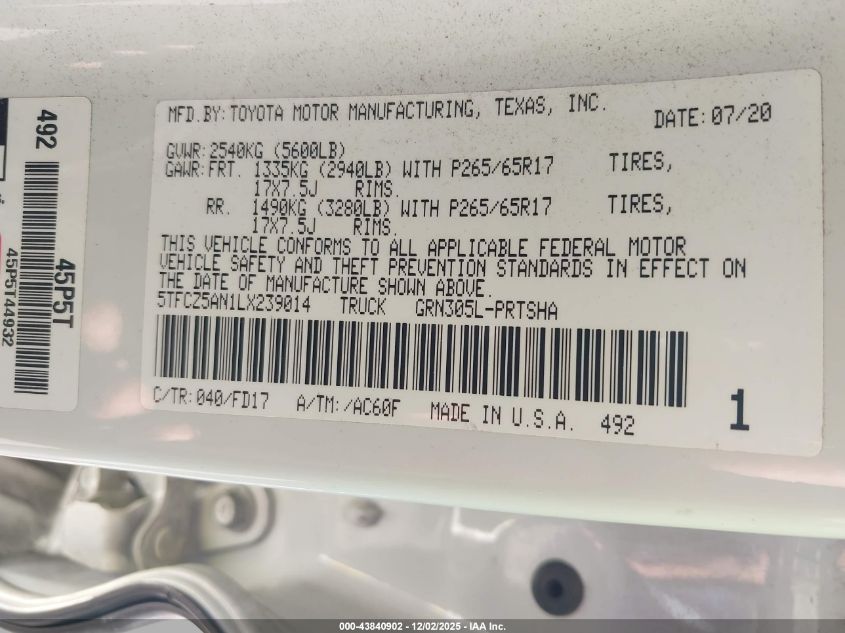 MFD.BY:TOYOTA MOTOR MANUFACTURING, TEXAS, INC. DATE:07/20
GVWR:2540KG (5600LB)
GAWR:FRT. 1335KG (2940LB) WITH P265/65R17 TIRES,
17X7.5J RIMS.
RR. 1490KG (3280LB) WITH P265/65R17 TIRES,
17X7.5J RIMS.
THIS VEHICLE CONFORMS TO ALL APPLICABLE FEDERAL MOTOR
VEHICLE SAFETY AND THEFT PREVENTION STANDARDS IN EFFECT ON
THE DATE OF MANUFACTURE SHOWN ABOVE.
5TFCZ5AN1LX239014 TRUCK GRN305L-PRTSHA
C/TR:040/FD17 A/TM:/AC60F MADE IN U.S.A. 492 1
492
45P5T
45P5T44932
000-43840902 - 12/02/2025 - IAA Inc.